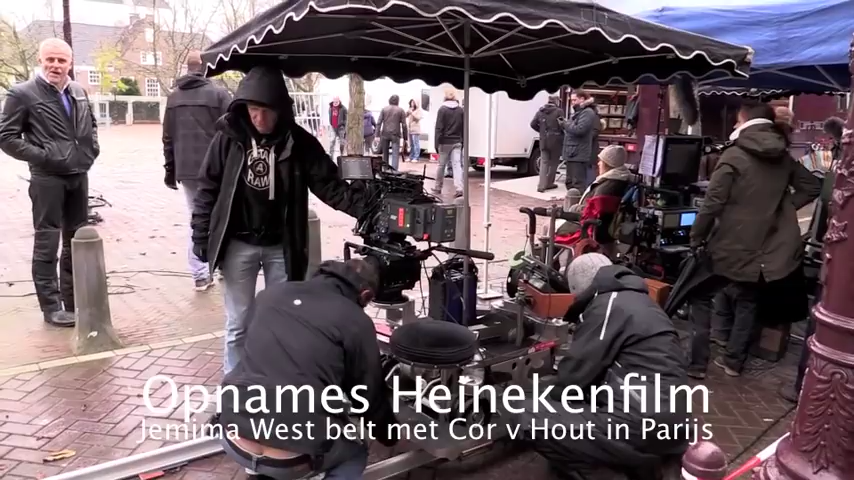 Opnames Heinekenfilm
Jemima West belt met Cor v Hout in Parijs